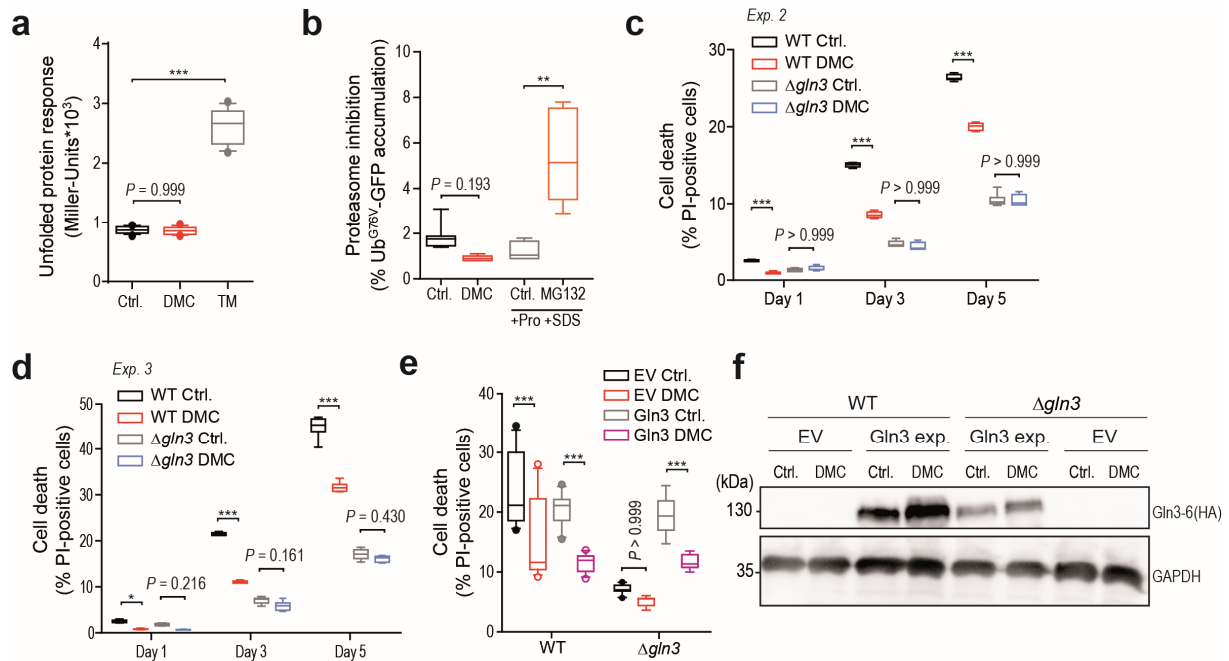 a
Unfolded protein response
(Miller-Units*10³)
4
3
2
1
0
***
P = 0.999
Ctrl.
DMC
TM
b
Proteasome inhibition
(% Ub^G76V-GFP accumulation)
10
8
6
4
2
0
**
P = 0.193
Ctrl.
DMC
Ctrl.
MG132
+Pro +SDS
c
Exp. 2
WT Ctrl.
WT DMC
Δgln3 Ctrl.
Δgln3 DMC
Cell death
(% PI-positive cells)
30
20
10
0
***
P > 0.999
***
P > 0.999
***
P > 0.999
Day 1
Day 3
Day 5
d
Exp. 3
WT Ctrl.
WT DMC
Δgln3 Ctrl.
Δgln3 DMC
Cell death
(% PI-positive cells)
50
40
30
20
10
0
*
P = 0.216
***
P = 0.161
***
P = 0.430
Day 1
Day 3
Day 5
e
EV Ctrl.
EV DMC
Gln3 Ctrl.
Gln3 DMC
Cell death
(% PI-positive cells)
40
30
20
10
0
***
***
P > 0.999
***
WT
Δgln3
f
WT
Δgln3
EV
Gln3 exp.
Gln3 exp.
EV
Ctrl. DMC Ctrl. DMC Ctrl. DMC Ctrl. DMC
(kDa)
130
Gln3-6(HA)
35
GAPDH